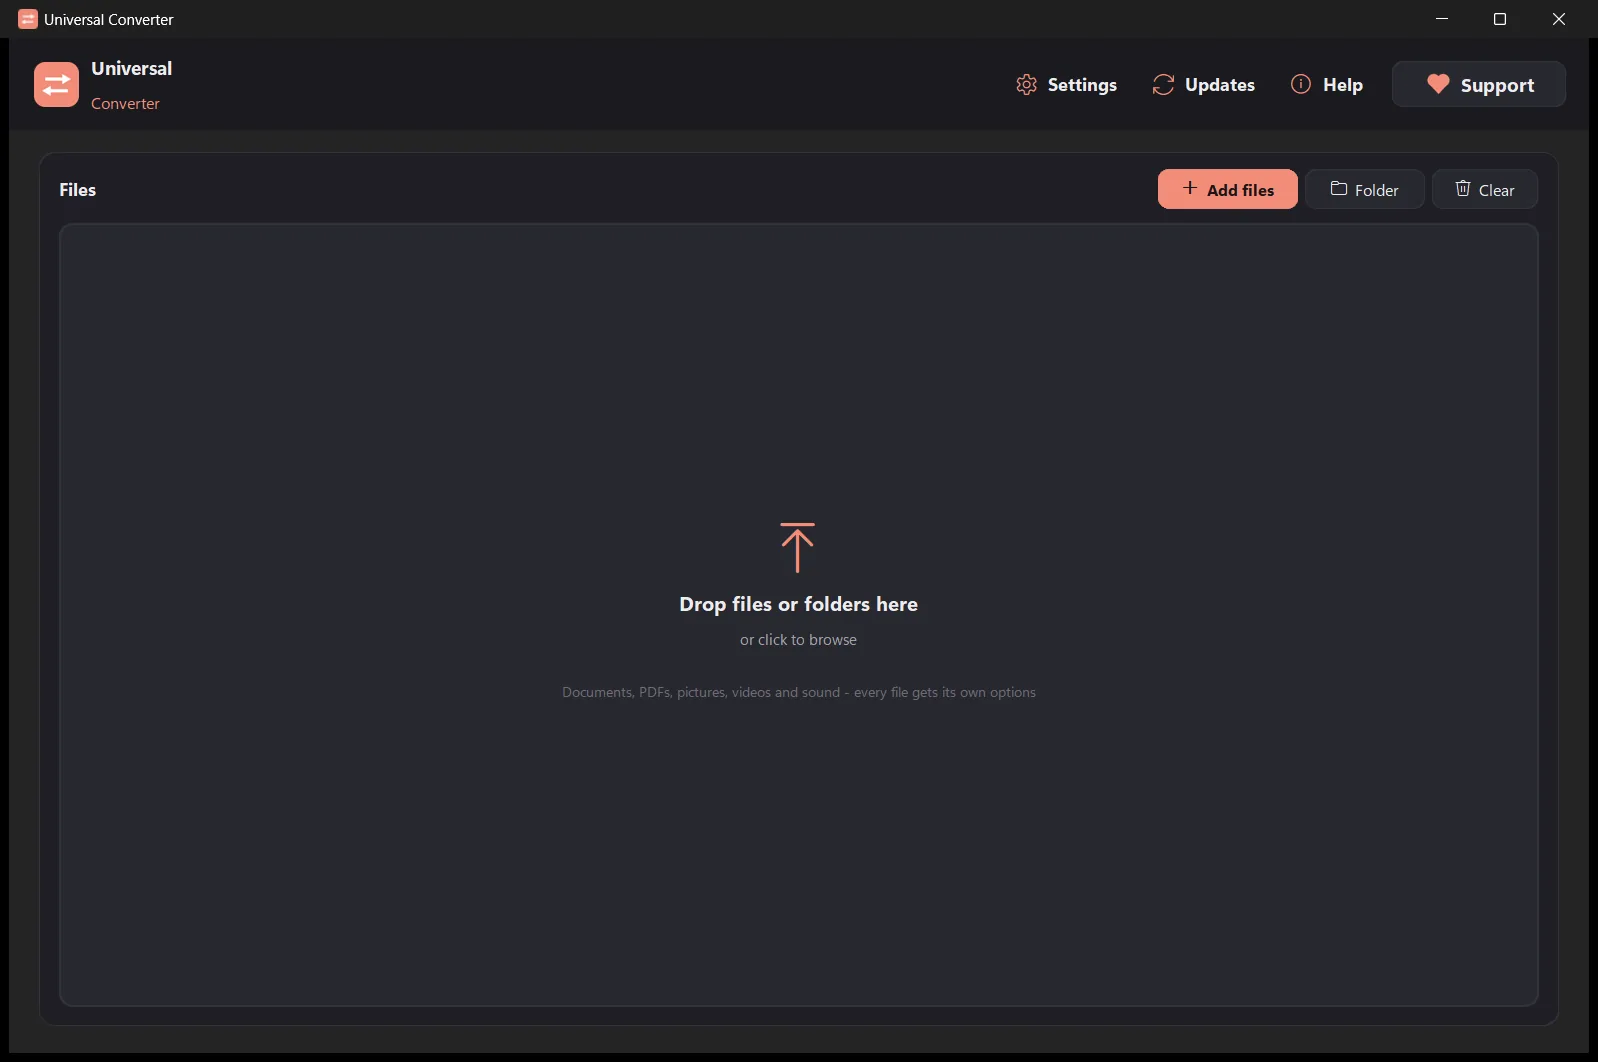 Universal Converter
Universal
Converter
Settings
Updates
Help
Support
Files
Add files
Folder
Clear
Drop files or folders here
or click to browse
Documents, PDFs, pictures, videos and sound - every file gets its own options